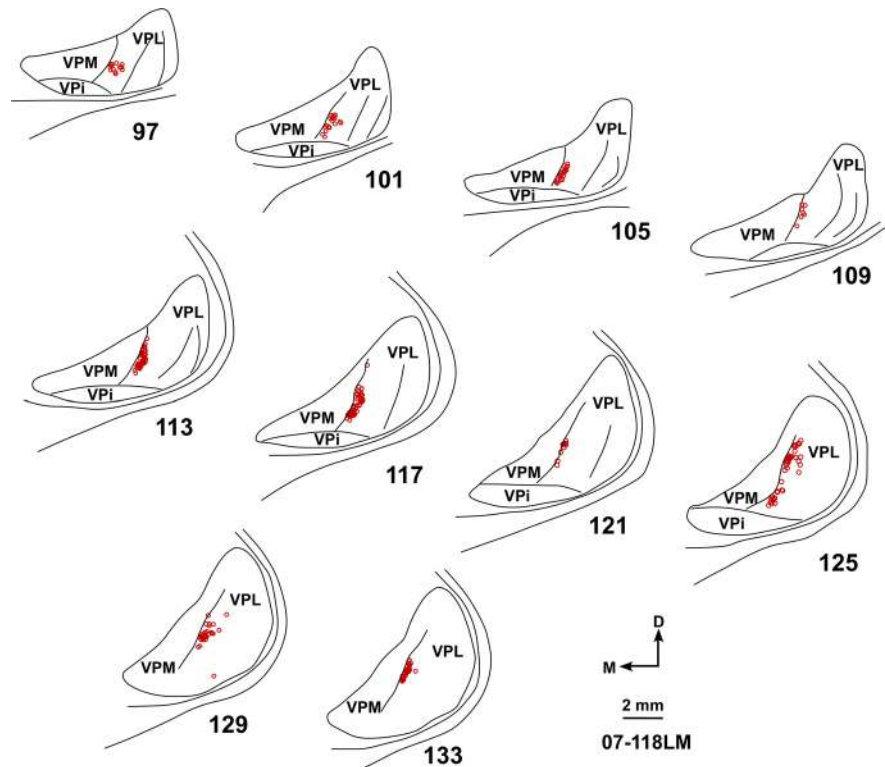 VPL
VPM
VPi
97
VPL
VPM
VPi
101
VPL
VPM
VPi
105
VPL
VPM
109
VPL
VPM
VPi
113
VPL
VPM
VPi
117
VPL
VPM
VPi
121
VPL
VPM
VPi
125
VPL
VPM
129
VPL
VPM
133
D
M
2 mm
07-118LM